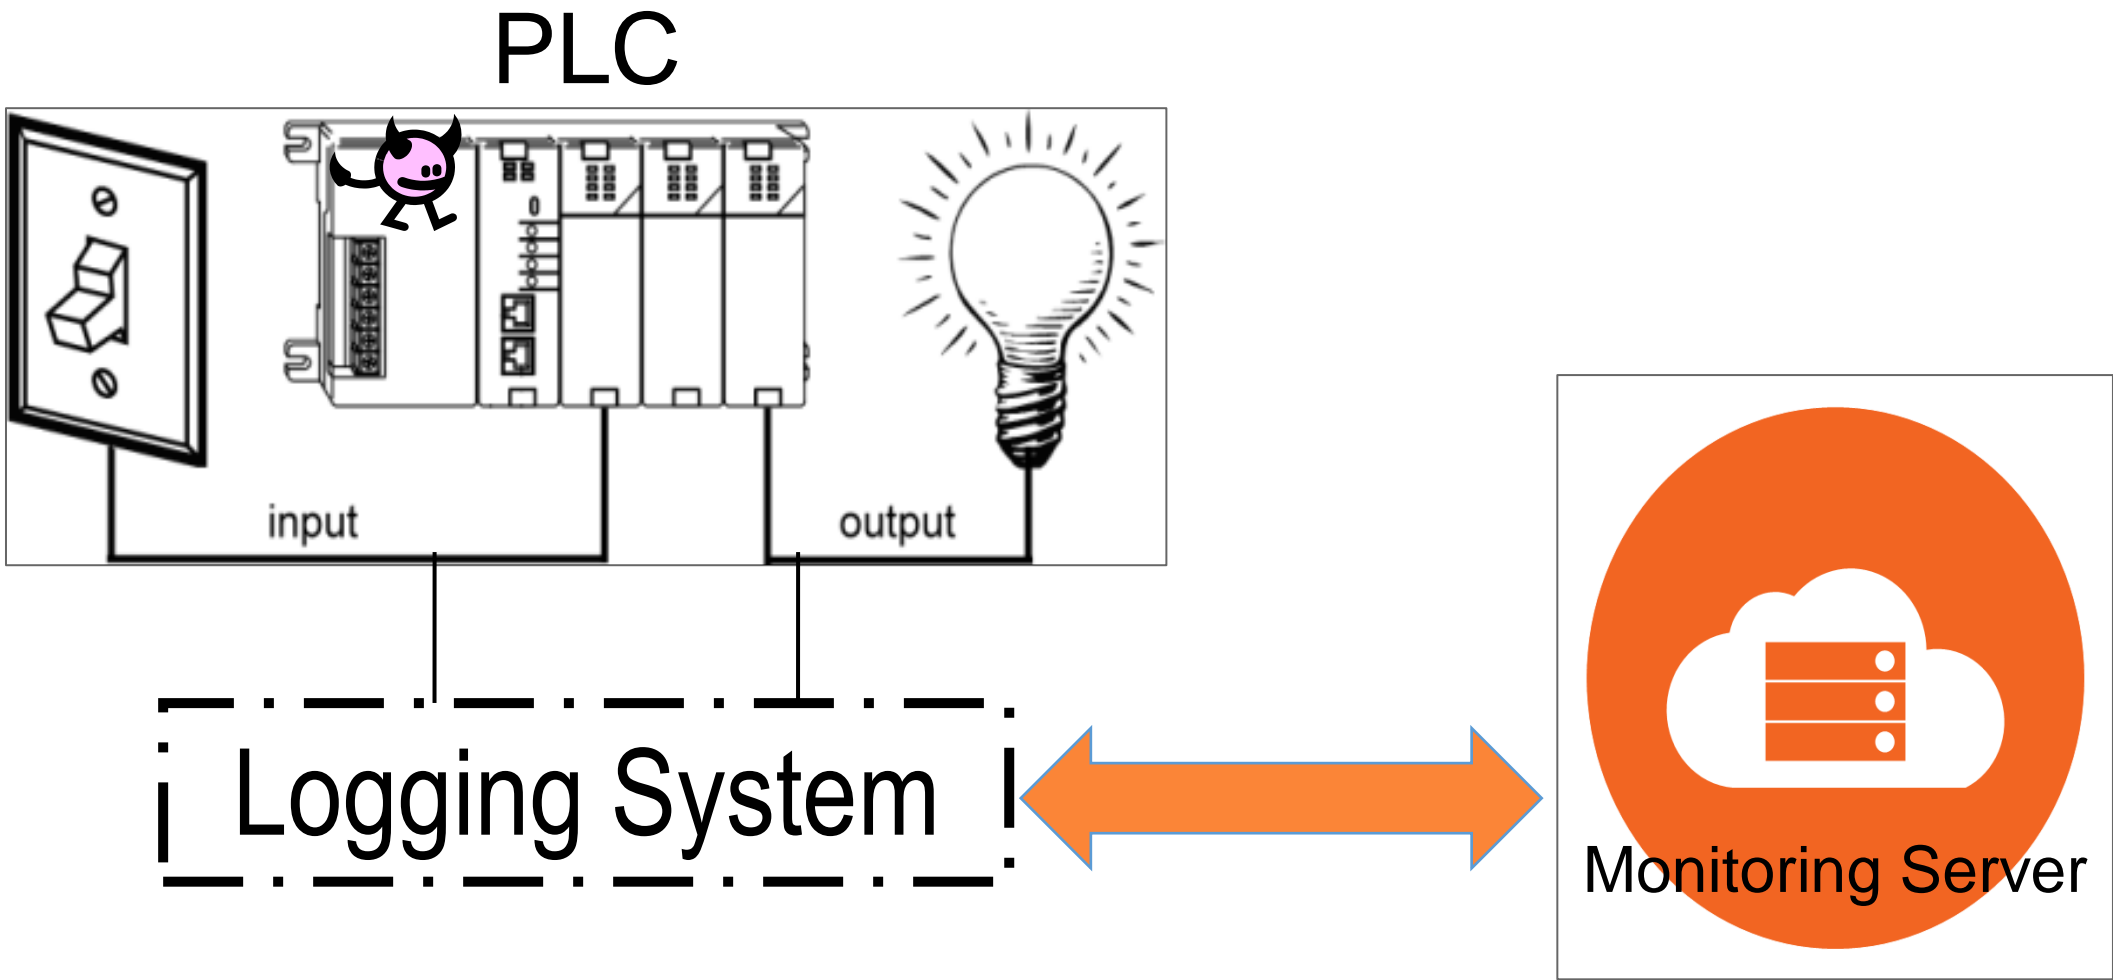 PLC
input
output
Logging System
Monitoring Server